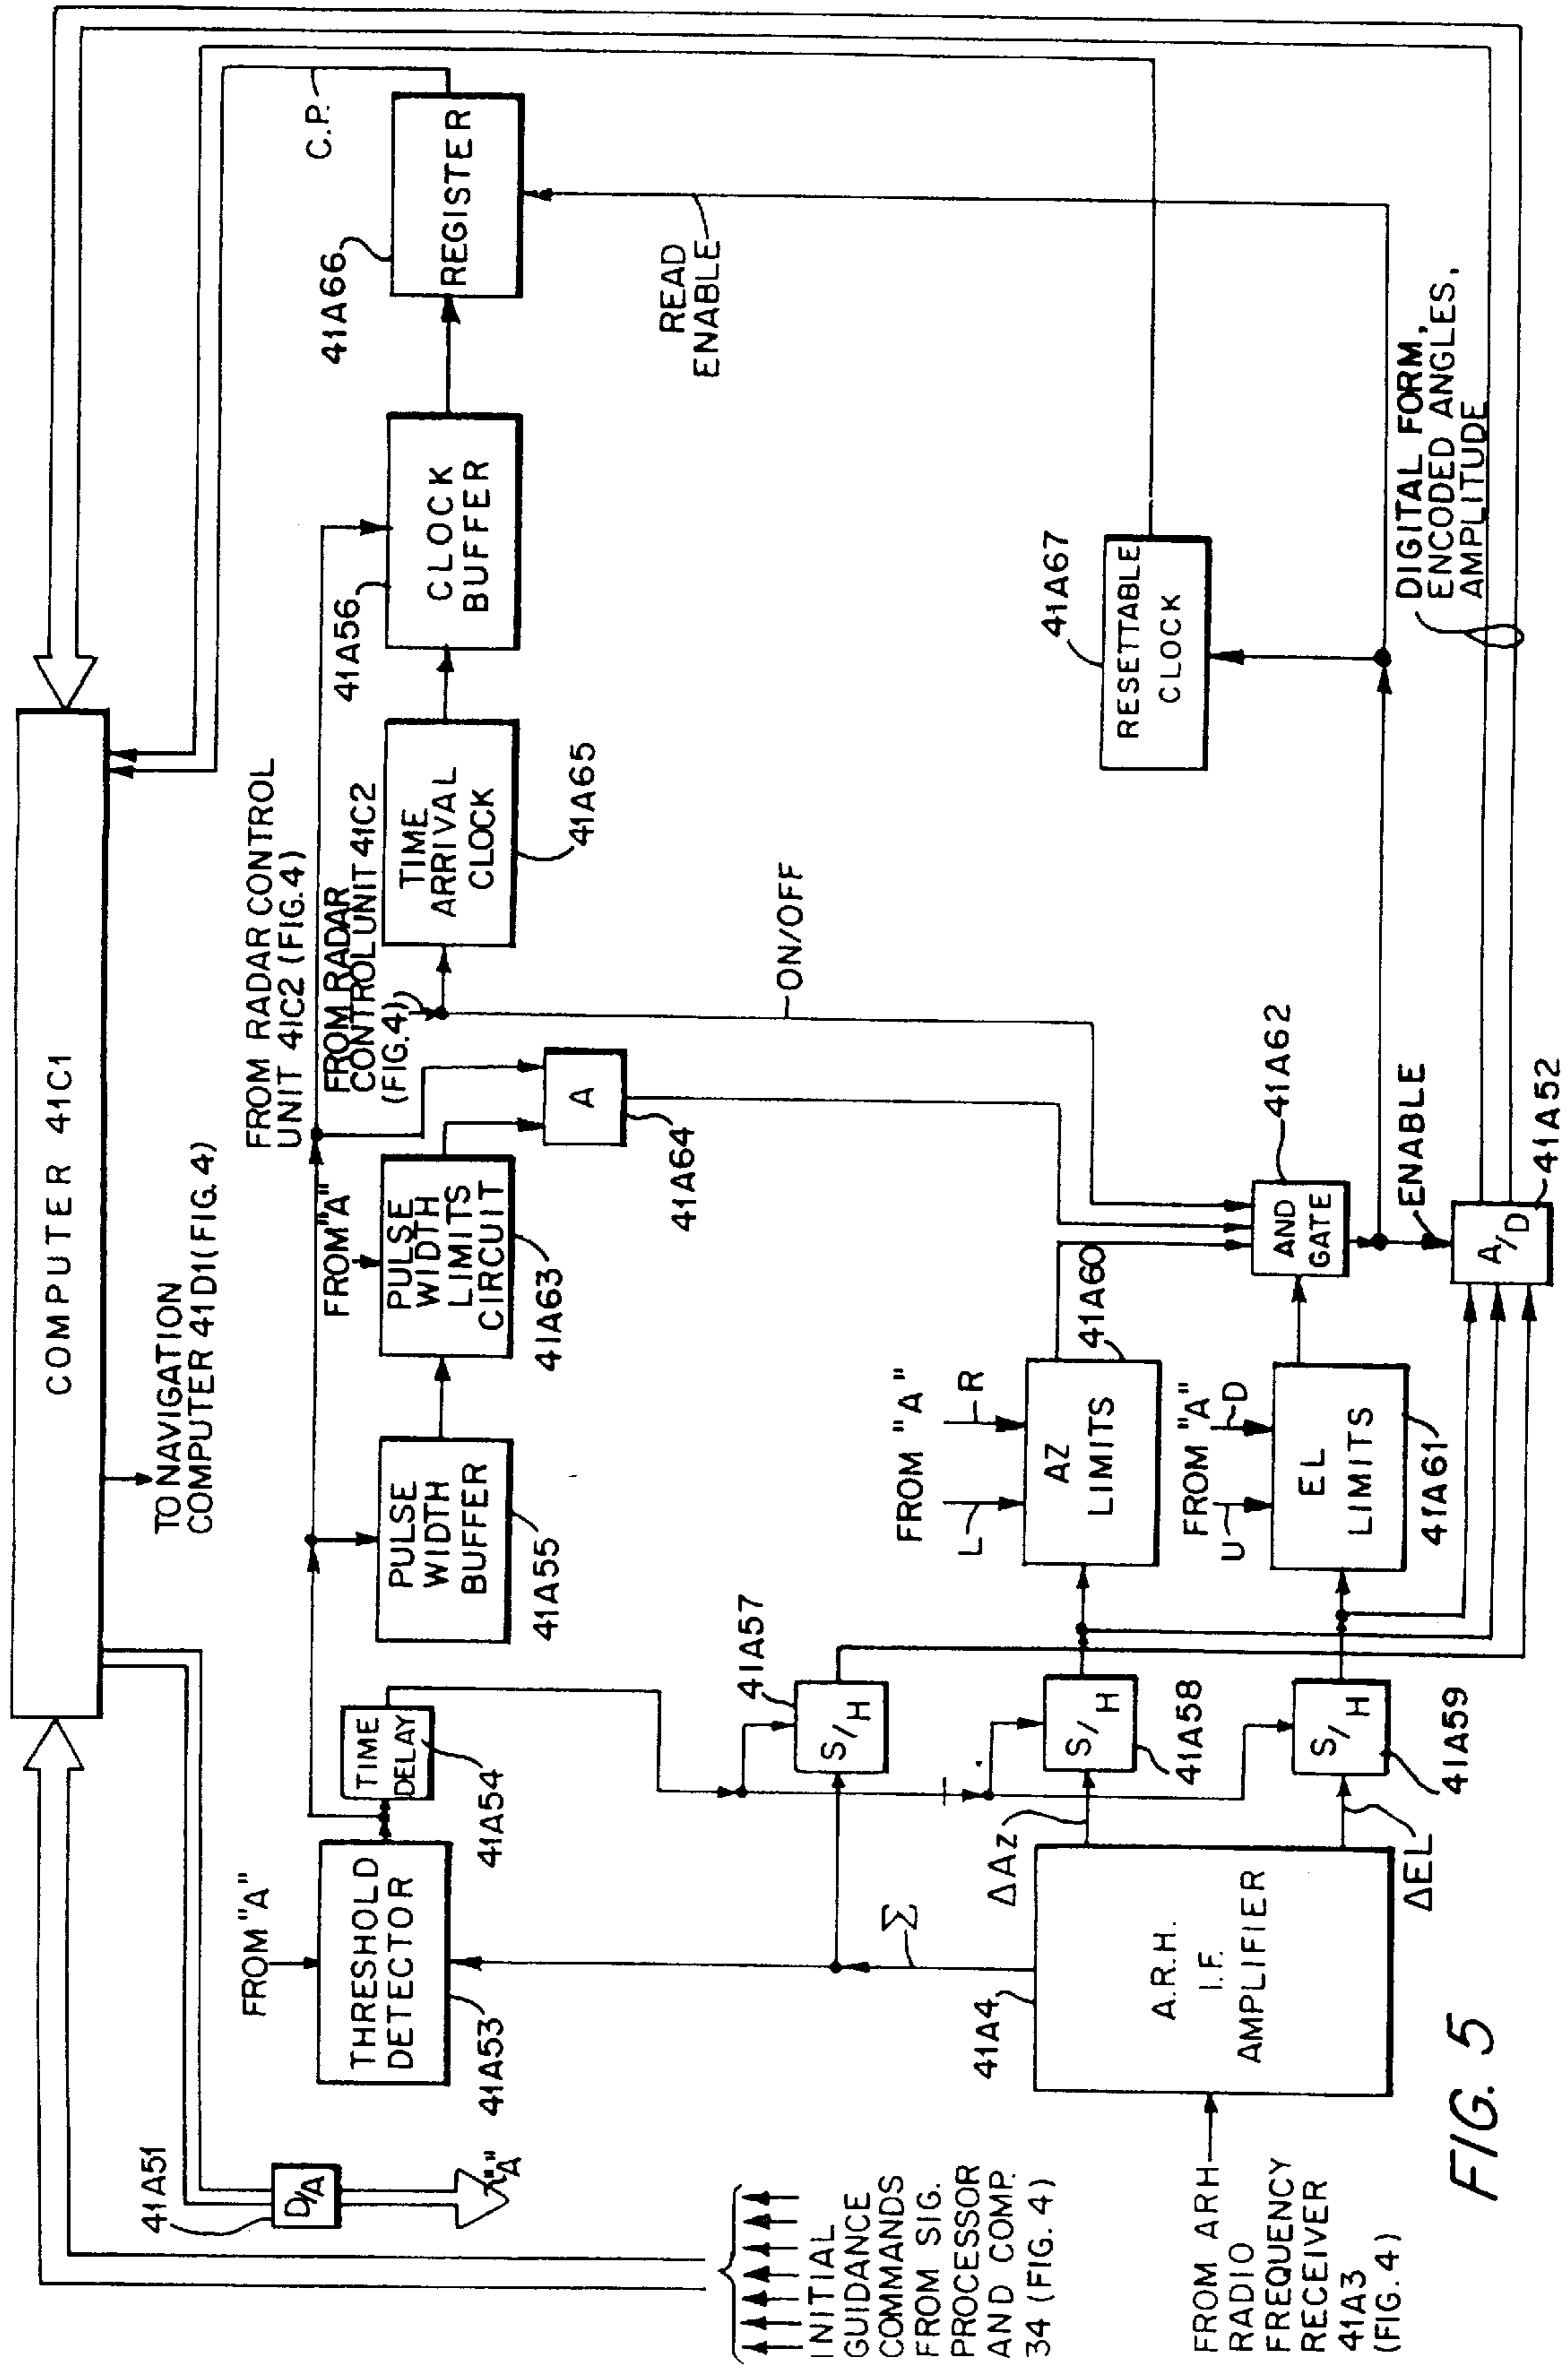 COMPUTER 41C1
TO NAVIGATION
COMPUTER 41D1 (FIG. 4)
41A51
D/A
"A"
INITIAL
GUIDANCE
COMMANDS
FROM SIG.
PROCESSOR
AND COMP.
34 (FIG. 4)
FROM "A"
THRESHOLD
DETECTOR
41A53
TIME
DELAY
41A54
PULSE
WIDTH
BUFFER
41A55
FROM "A"
PULSE
WIDTH
LIMITS
CIRCUIT
41A63
A
41A64
FROM RADAR CONTROL
UNIT 41C2 (FIG. 4)
FROM RADAR
CONTROL UNIT 41C2
(FIG. 4)
TIME
ARRIVAL
CLOCK
41A65
41A56
CLOCK
BUFFER
41A66
REGISTER
C.P.
READ
ENABLE
ON/OFF
41A67
RESETTABLE
CLOCK
41A57
S/H
Σ
41A4
A.R.H.
I.F.
AMPLIFIER
ΔAZ
ΔEL
S/H
41A58
S/H
41A59
FROM "A"
L
R
AZ
LIMITS
41A60
FROM "A"
U
D
EL
LIMITS
41A61
41A62
AND
GATE
ENABLE
A/D
41A52
DIGITAL FORM,
ENCODED ANGLES,
AMPLITUDE
FROM ARH
RADIO
FREQUENCY
RECEIVER
41A3
(FIG. 4)
FIG. 5